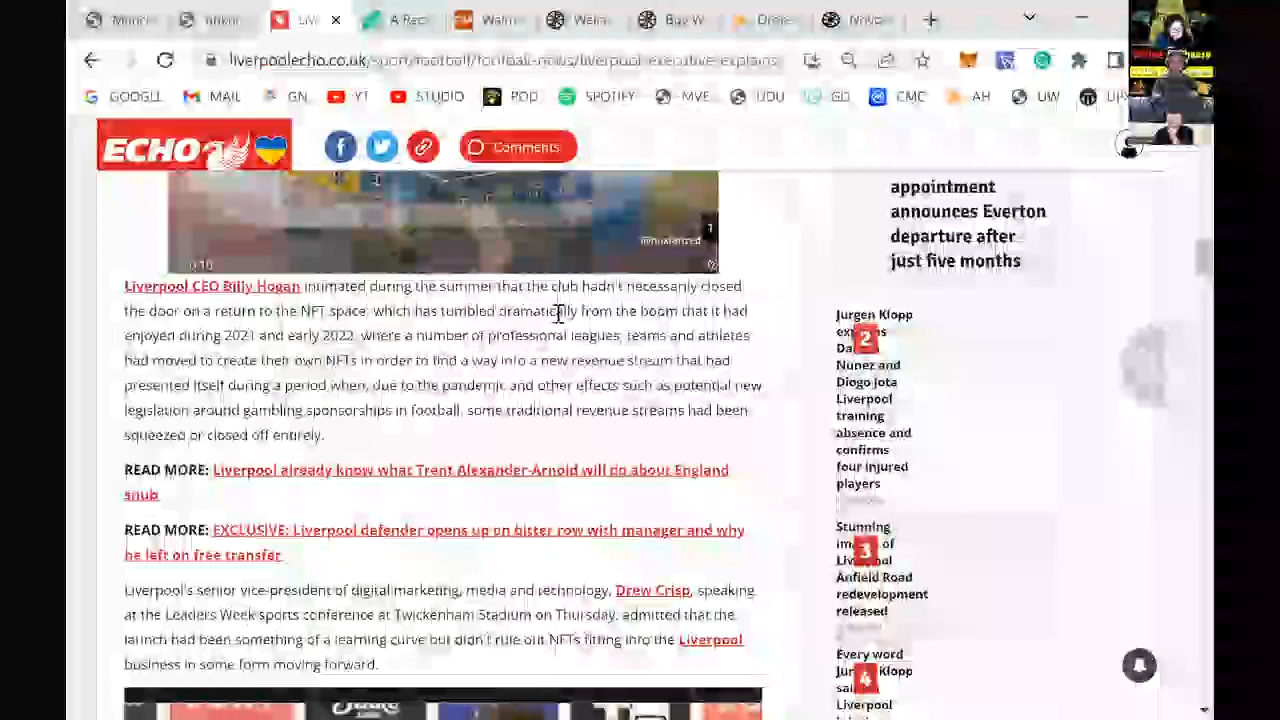 liverpoolecho.co.uk/sport/football/football-news/liverpool-executive-explains
GOOGLE MAIL GN YT STUDIO ROD SPOTIFY MVE UDU GD CMC AH UW
ECHO
Comments
appointment
announces Everton
departure after
just five months
0:10
Liverpool CEO Billy Hogan intimated during the summer that the club hadn't necessarily closed
the door on a return to the NFT space, which has tumbled dramatically from the boom that it had
enjoyed during 2021 and early 2022, where a number of professional leagues, teams and athletes
had moved to create their own NFTs in order to find a way into a new revenue stream that had
presented itself during a period when, due to the pandemic and other effects such as potential new
legislation around gambling sponsorships in football, some traditional revenue streams had been
squeezed or closed off entirely.
READ MORE: Liverpool already know what Trent Alexander-Arnold will do about England
snub
READ MORE: EXCLUSIVE: Liverpool defender opens up on bitter row with manager and why
he left on free transfer
Liverpool's senior vice-president of digital marketing, media and technology, Drew Crisp, speaking
at the Leaders Week sports conference at Twickenham Stadium on Thursday, admitted that the
launch had been something of a learning curve but didn't rule out NFTs fitting into the Liverpool
business in some form moving forward.
2
Jurgen Klopp
Nunez and
Diogo Jota
Liverpool
training
absence and
confirms
four injured
players
3
Stunning
of
Anfield Road
redevelopment
released
4
Every word
Klopp
Liverpool